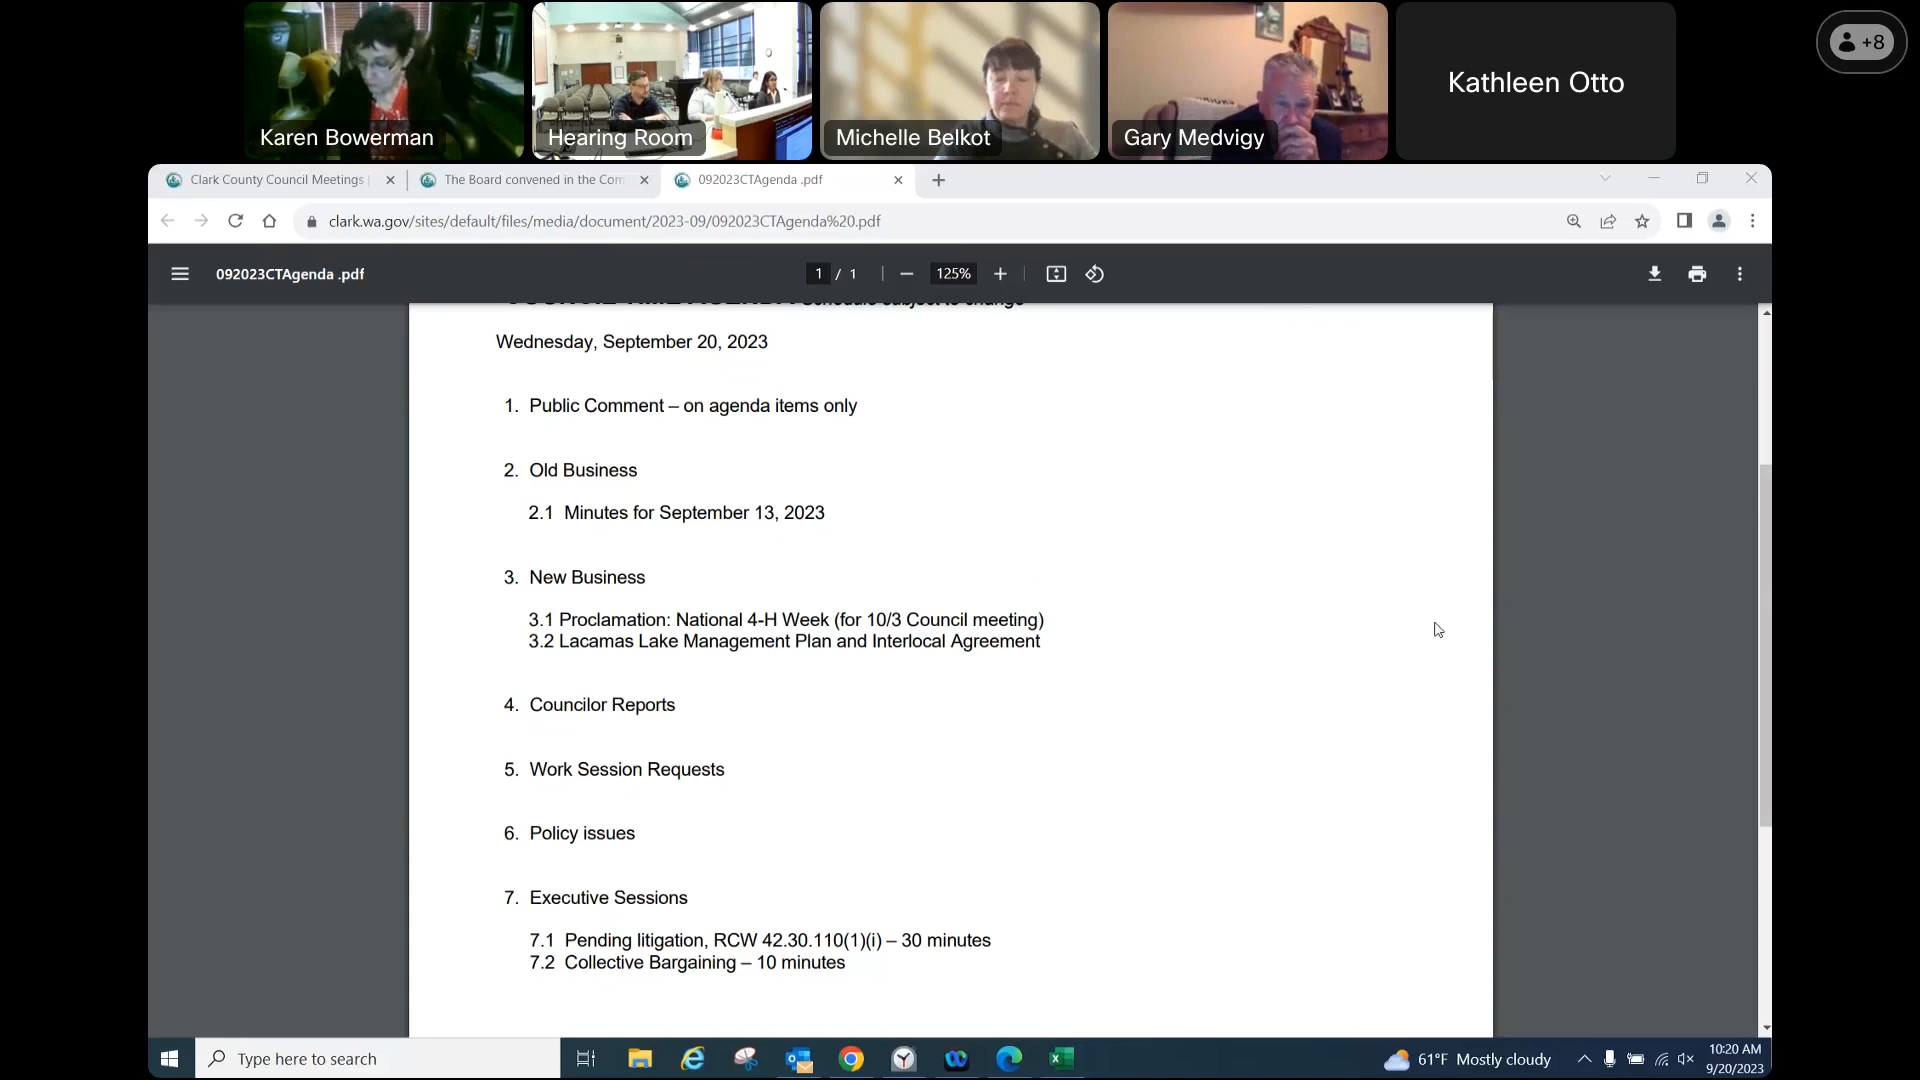 Karen Bowerman
Hearing Room
Michelle Belkot
Gary Medvigy
Kathleen Otto
+8
Clark County Council Meetings |
The Board convened in the Com
092023CTAgenda .pdf
clark.wa.gov/sites/default/files/media/document/2023-09/092023CTAgenda%20.pdf
092023CTAgenda .pdf
1 / 1
125%
Wednesday, September 20, 2023
1. Public Comment – on agenda items only
2. Old Business
2.1 Minutes for September 13, 2023
3. New Business
3.1 Proclamation: National 4-H Week (for 10/3 Council meeting)
3.2 Lacamas Lake Management Plan and Interlocal Agreement
4. Councilor Reports
5. Work Session Requests
6. Policy issues
7. Executive Sessions
7.1 Pending litigation, RCW 42.30.110(1)(i) – 30 minutes
7.2 Collective Bargaining – 10 minutes
Type here to search
61°F Mostly cloudy
10:20 AM
9/20/2023